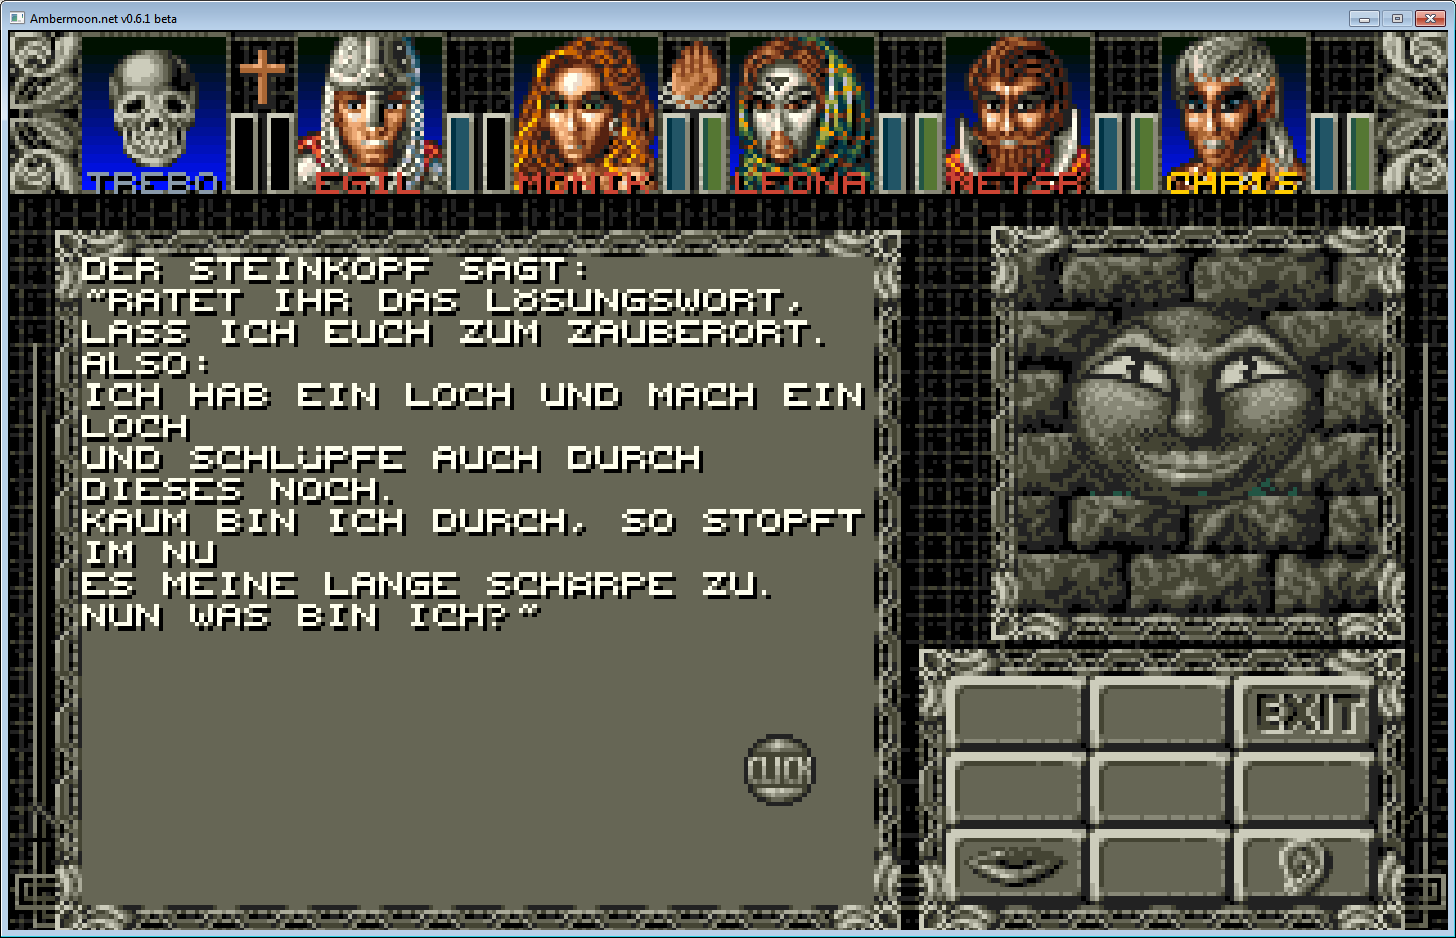 Ambermoon.net v0.6.1 beta
TREBO EGIL MONIK LEONA NETSR CHRIS
DER STEINKOPF SAGT:
"RATET IHR DAS LÖSUNGSWORT,
LASS ICH EUCH ZUM ZAUBERORT.
ALSO:
ICH HAB EIN LOCH UND MACH EIN
LOCH
UND SCHLÜPFE AUCH DURCH
DIESES NOCH.
KAUM BIN ICH DURCH, SO STOPFT
IM NU
ES MEINE LANGE SCHÄRPE ZU.
NUN WAS BIN ICH?"
CLICK
EXIT